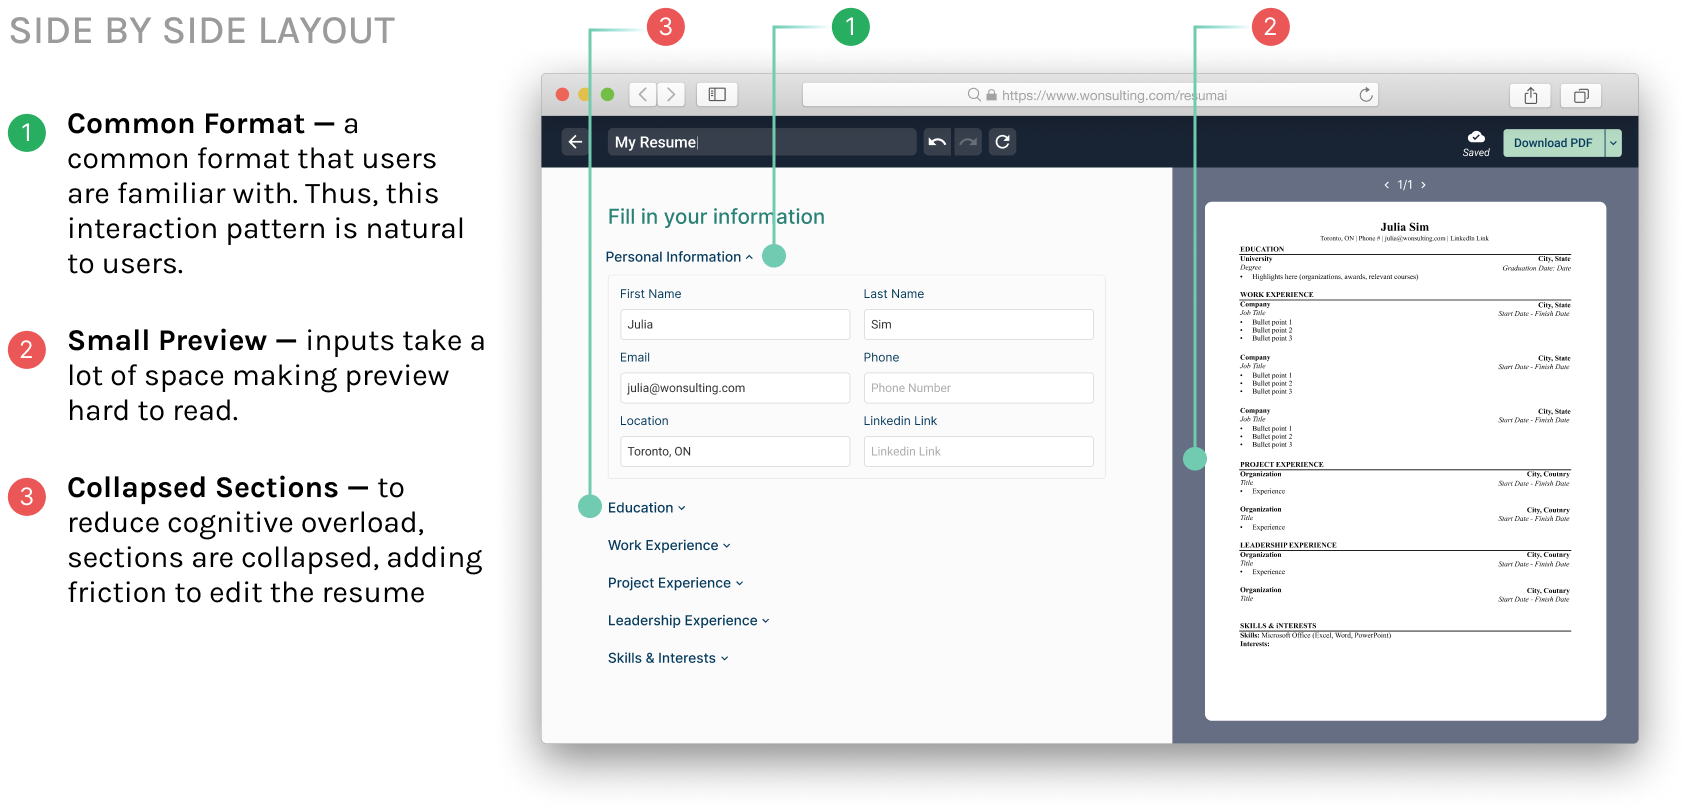 SIDE BY SIDE LAYOUT
3
1
2
1
Common Format — a
common format that users
are familiar with. Thus, this
interaction pattern is natural
to users.
2
Small Preview — inputs take a
lot of space making preview
hard to read.
3
Collapsed Sections — to
reduce cognitive overload,
sections are collapsed, adding
friction to edit the resume
https://www.wonsulting.com/resumai
My Resume
Saved
Download PDF
Fill in your information
Personal Information
First Name
Last Name
Julia
Sim
Email
Phone
julia@wonsulting.com
Phone Number
Location
Linkedin Link
Toronto, ON
Linkedin Link
Education
Work Experience
Project Experience
Leadership Experience
Skills & Interests
1/1
Julia Sim
Toronto, ON | Phone # | julia@wonsulting.com | LinkedIn Link
EDUCATION
University City, State
Degree Graduation Date: Date
• Highlights here (organizations, awards, relevant courses)
WORK EXPERIENCE
Company City, State
Job Title Start Date - Finish Date
• Bullet point 1
• Bullet point 2
• Bullet point 3
Company City, State
Job Title Start Date - Finish Date
• Bullet point 1
• Bullet point 2
• Bullet point 3
Company City, State
Job Title Start Date - Finish Date
• Bullet point 1
• Bullet point 2
• Bullet point 3
PROJECT EXPERIENCE
Organization City, Coutnry
Title Start Date - Finish Date
• Experience
Organization City, Coutnry
Title Start Date - Finish Date
• Experience
LEADERSHIP EXPERIENCE
Organization City, Coutnry
Title Start Date - Finish Date
• Experience
Organization City, Coutnry
Title Start Date - Finish Date
SKILLS & iNTERESTS
Skills: Microsoft Office (Excel, Word, PowerPoint)
Interests: